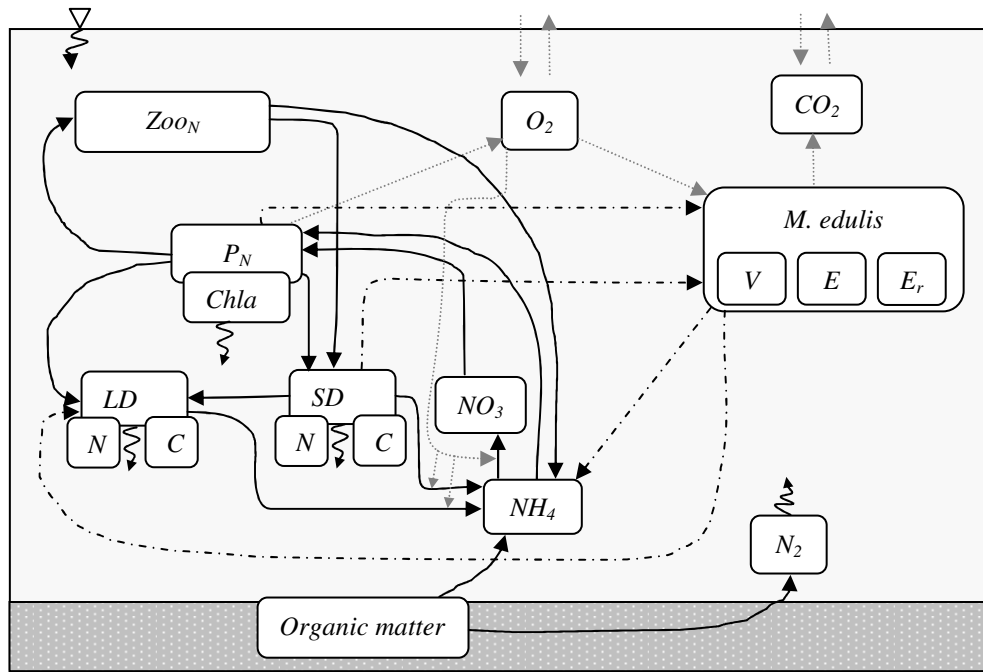 Zoo_N
O_2
CO_2
M. edulis
V E E_r
P_N
Chla
LD
N C
SD
N C
NO_3
NH_4
N_2
Organic matter